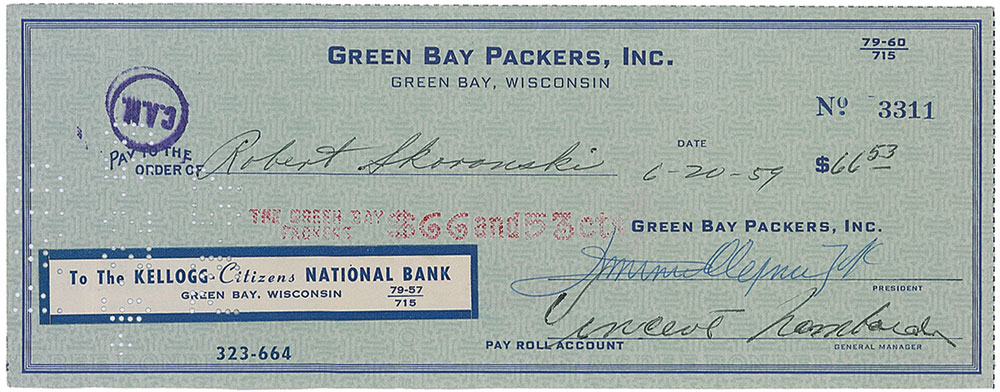 GREEN BAY PACKERS, INC.
GREEN BAY, WISCONSIN
79-60
715
Nº 3311
C.A.M.
PAY TO THE
ORDER OF Robert Skoronski
DATE 6-20-59
$66 53
THE GREEN BAY
PACKERS
$66 and 53 cts
GREEN BAY PACKERS, INC.
PRESIDENT
To The KELLOGG-Citizens NATIONAL BANK
GREEN BAY, WISCONSIN
79-57
715
Vincent Lombardi
PAY ROLL ACCOUNT
GENERAL MANAGER
323-664